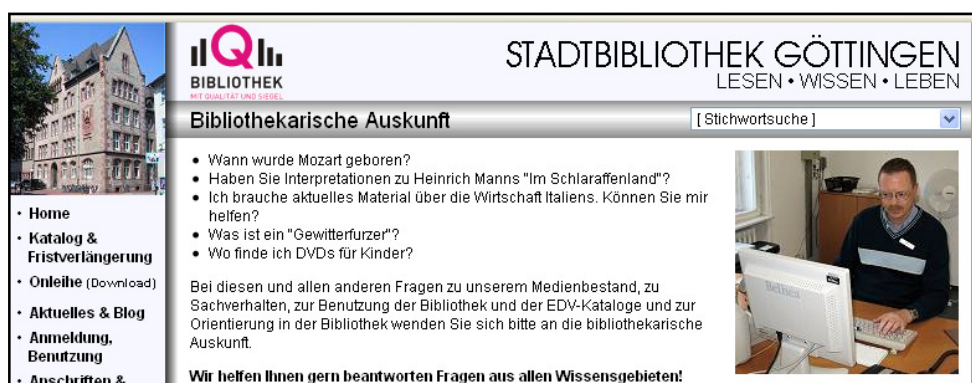 BIBLIOTHEK
MIT QUALITÄT UND SIEGEL
STADTBIBLIOTHEK GÖTTINGEN
LESEN • WISSEN • LEBEN
Bibliothekarische Auskunft
[ Stichwortsuche ]
• Home
• Katalog &
Fristverlängerung
• Onleihe (Download)
• Aktuelles & Blog
• Anmeldung,
Benutzung
• Anschriften &
• Wann wurde Mozart geboren?
• Haben Sie Interpretationen zu Heinrich Manns "Im Schlaraffenland"?
• Ich brauche aktuelles Material über die Wirtschaft Italiens. Können Sie mir
helfen?
• Was ist ein "Gewitterfurzer"?
• Wo finde ich DVDs für Kinder?
Bei diesen und allen anderen Fragen zu unserem Medienbestand, zu
Sachverhalten, zur Benutzung der Bibliothek und der EDV-Kataloge und zur
Orientierung in der Bibliothek wenden Sie sich bitte an die bibliothekarische
Auskunft.
Wir helfen Ihnen gern beantworten Fragen aus allen Wissensgebieten!